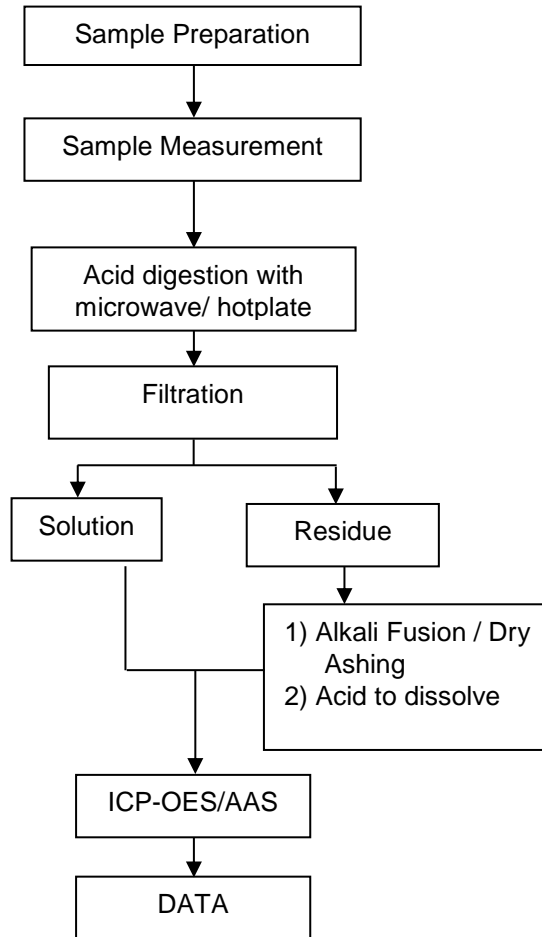 Sample Preparation
Sample Measurement
Acid digestion with
microwave/ hotplate
Filtration
Solution
Residue
1) Alkali Fusion / Dry
Ashing
2) Acid to dissolve
ICP-OES/AAS
DATA